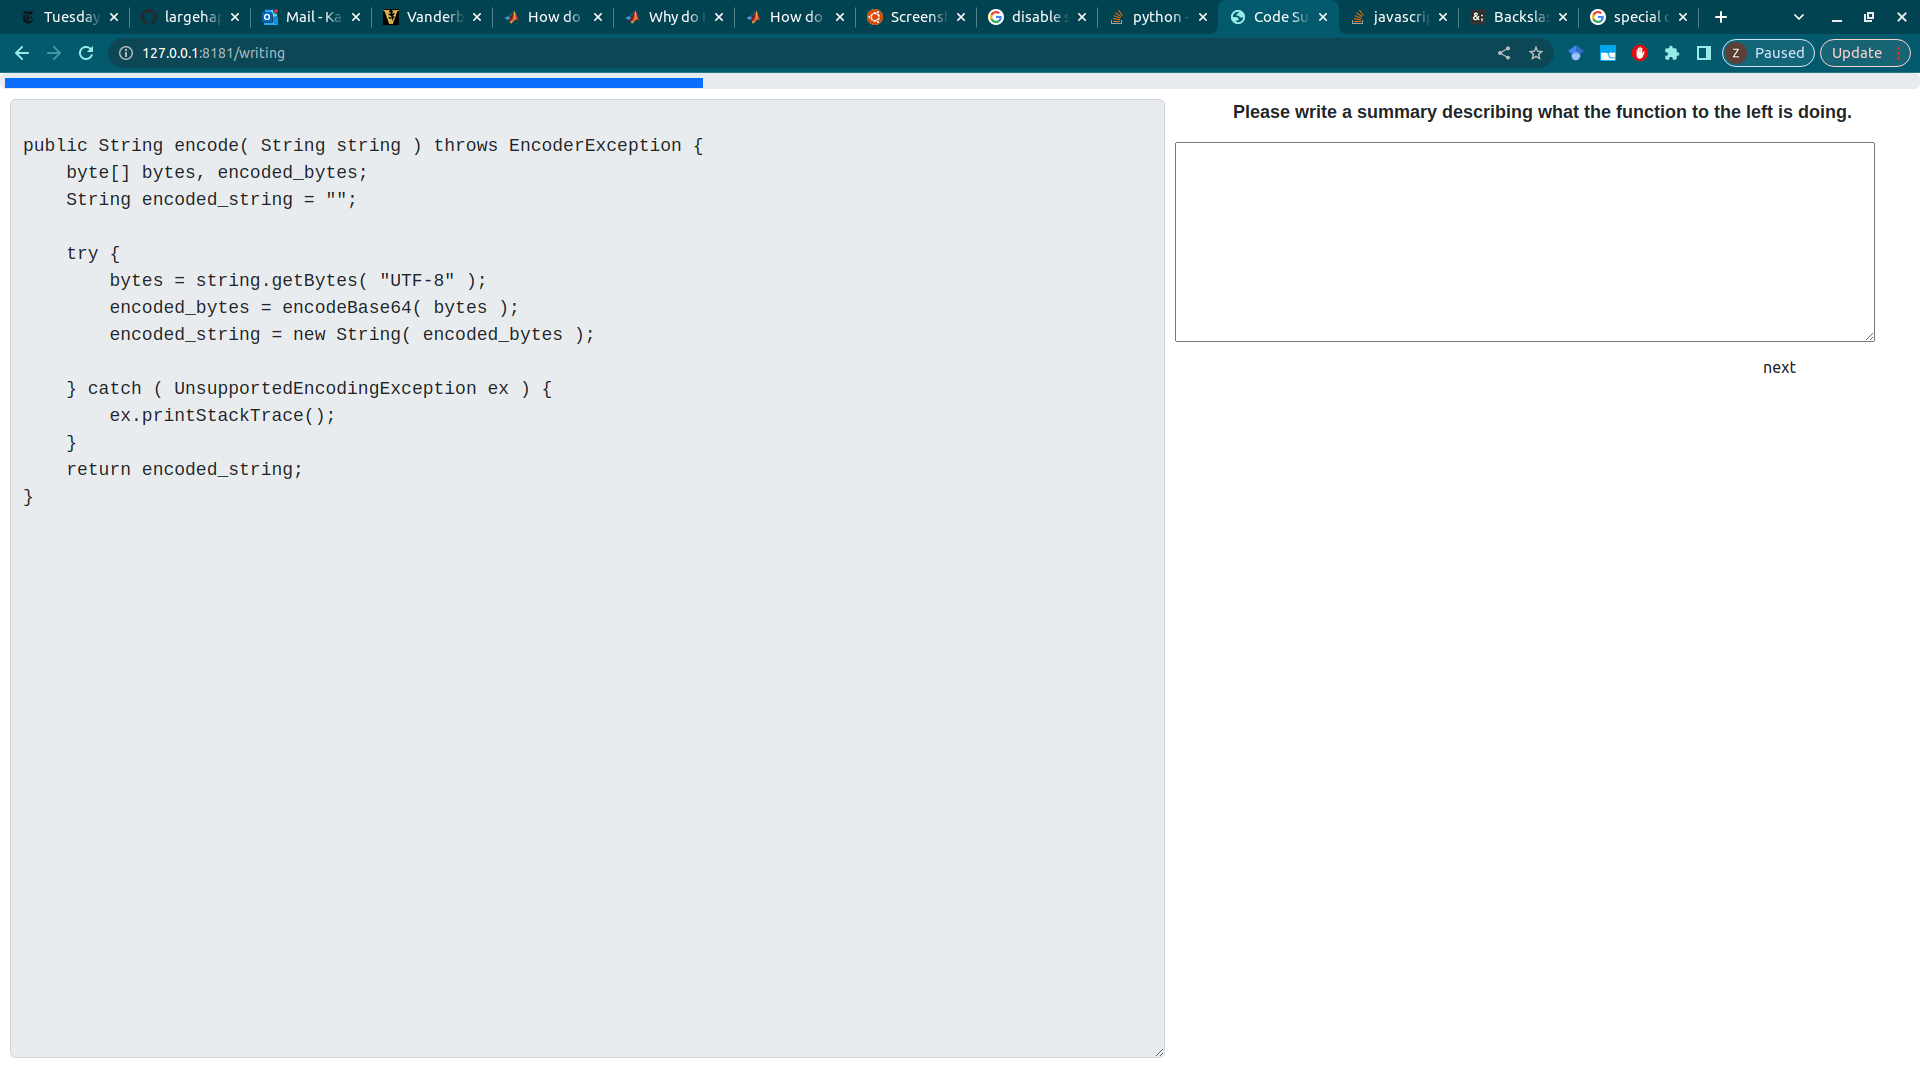 Tuesday
largehap
Mail - Ka
Vanderb
How do
Why do
How do
Screens
disable s
python -
Code Su
javascrip
Backslas
special c
127.0.0.1:8181/writing
Z Paused
Update
public String encode( String string ) throws EncoderException {
    byte[] bytes, encoded_bytes;
    String encoded_string = "";
    try {
        bytes = string.getBytes( "UTF-8" );
        encoded_bytes = encodeBase64( bytes );
        encoded_string = new String( encoded_bytes );
    } catch ( UnsupportedEncodingException ex ) {
        ex.printStackTrace();
    }
    return encoded_string;
}
Please write a summary describing what the function to the left is doing.
next